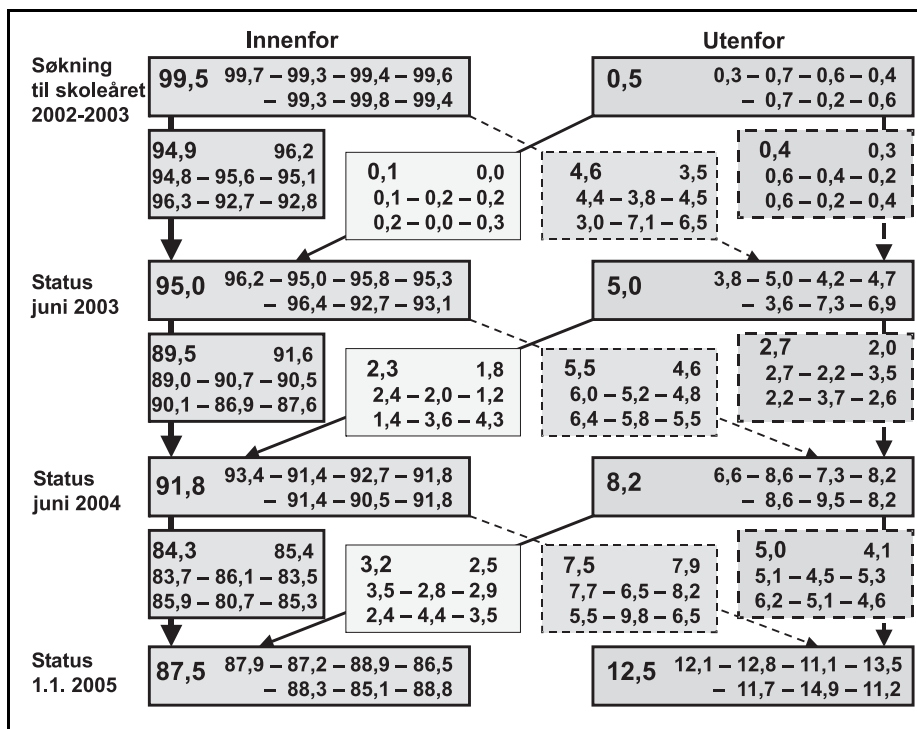 Innenfor
Utenfor
Søkning
til skoleåret
2002-2003
99,5 99,7 – 99,3 – 99,4 – 99,6
– 99,3 – 99,8 – 99,4
0,5 0,3 – 0,7 – 0,6 – 0,4
– 0,7 – 0,2 – 0,6
94,9 96,2
94,8 – 95,6 – 95,1
96,3 – 92,7 – 92,8
0,1 0,0
0,1 – 0,2 – 0,2
0,2 – 0,0 – 0,3
4,6 3,5
4,4 – 3,8 – 4,5
3,0 – 7,1 – 6,5
0,4 0,3
0,6 – 0,4 – 0,2
0,6 – 0,2 – 0,4
Status
juni 2003
95,0 96,2 – 95,0 – 95,8 – 95,3
– 96,4 – 92,7 – 93,1
5,0 3,8 – 5,0 – 4,2 – 4,7
– 3,6 – 7,3 – 6,9
89,5 91,6
89,0 – 90,7 – 90,5
90,1 – 86,9 – 87,6
2,3 1,8
2,4 – 2,0 – 1,2
1,4 – 3,6 – 4,3
5,5 4,6
6,0 – 5,2 – 4,8
6,4 – 5,8 – 5,5
2,7 2,0
2,7 – 2,2 – 3,5
2,2 – 3,7 – 2,6
Status
juni 2004
91,8 93,4 – 91,4 – 92,7 – 91,8
– 91,4 – 90,5 – 91,8
8,2 6,6 – 8,6 – 7,3 – 8,2
– 8,6 – 9,5 – 8,2
84,3 85,4
83,7 – 86,1 – 83,5
85,9 – 80,7 – 85,3
3,2 2,5
3,5 – 2,8 – 2,9
2,4 – 4,4 – 3,5
7,5 7,9
7,7 – 6,5 – 8,2
5,5 – 9,8 – 6,5
5,0 4,1
5,1 – 4,5 – 5,3
6,2 – 5,1 – 4,6
Status
1.1. 2005
87,5 87,9 – 87,2 – 88,9 – 86,5
– 88,3 – 85,1 – 88,8
12,5 12,1 – 12,8 – 11,1 – 13,5
– 11,7 – 14,9 – 11,2